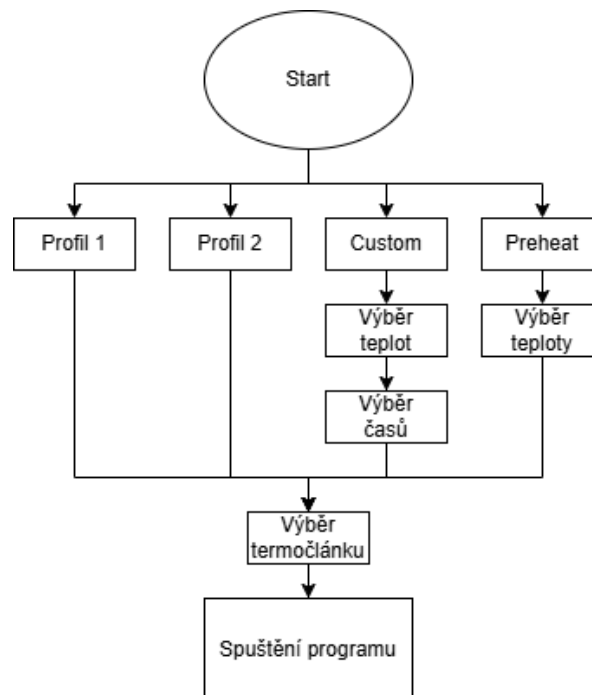 Start
Profil 1
Profil 2
Custom
Preheat
Výběr
teplot
Výběr
teploty
Výběr
časů
Výběr
termočlánku
Spuštění programu